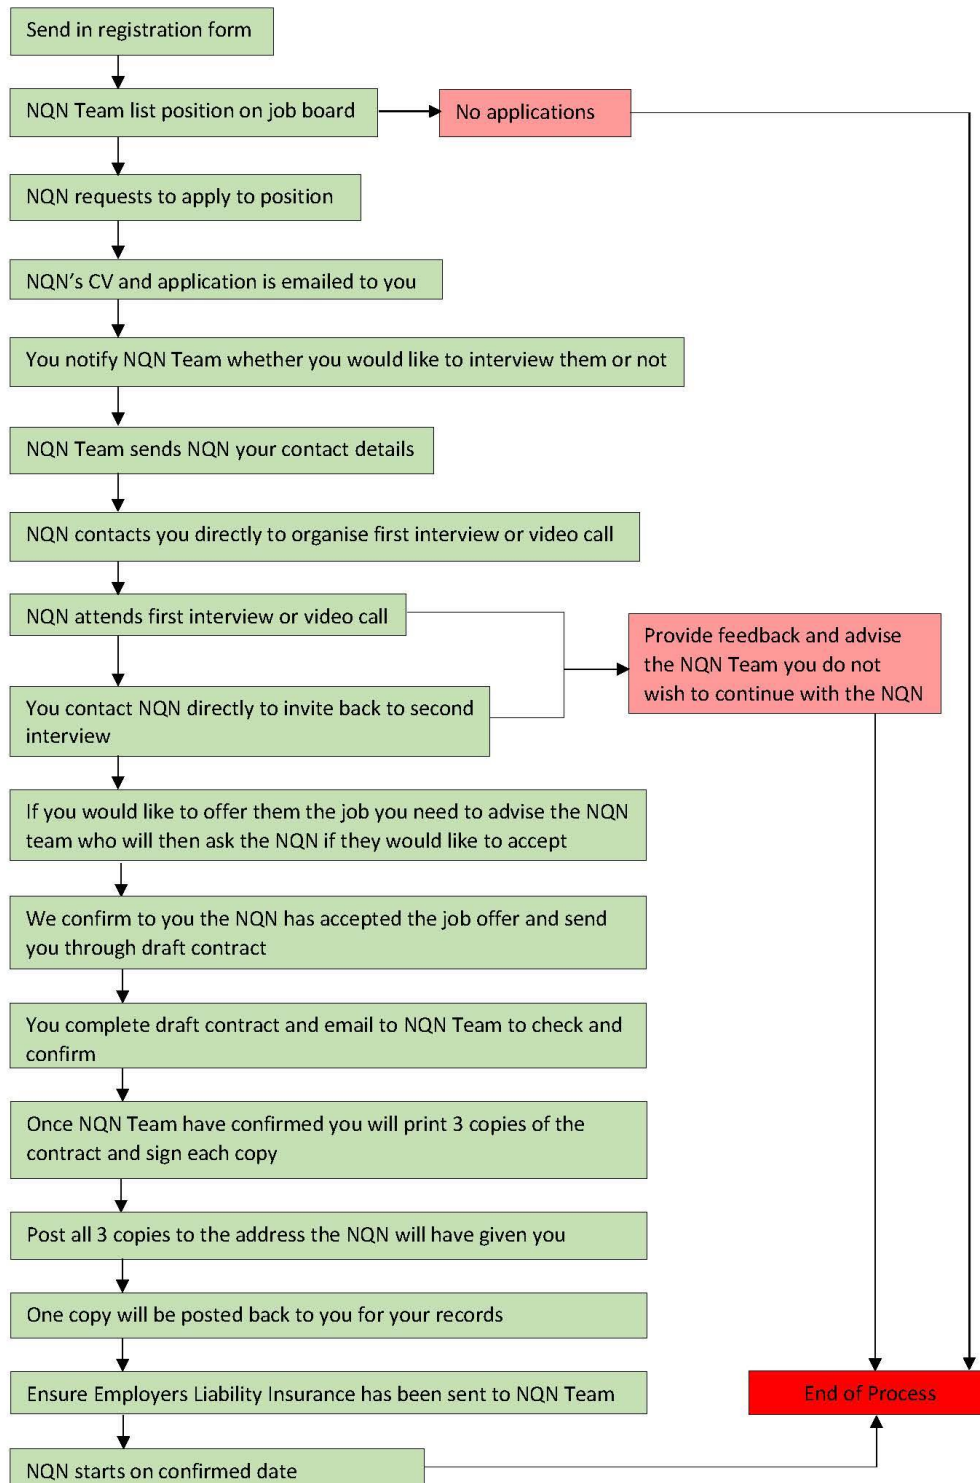 Send in registration form
NQN Team list position on job board
No applications
NQN requests to apply to position
NQN’s CV and application is emailed to you
You notify NQN Team whether you would like to interview them or not
NQN Team sends NQN your contact details
NQN contacts you directly to organise first interview or video call
NQN attends first interview or video call
Provide feedback and advise
the NQN Team you do not
wish to continue with the NQN
You contact NQN directly to invite back to second
interview
If you would like to offer them the job you need to advise the NQN
team who will then ask the NQN if they would like to accept
We confirm to you the NQN has accepted the job offer and send
you through draft contract
You complete draft contract and email to NQN Team to check and
confirm
Once NQN Team have confirmed you will print 3 copies of the
contract and sign each copy
Post all 3 copies to the address the NQN will have given you
One copy will be posted back to you for your records
Ensure Employers Liability Insurance has been sent to NQN Team
End of Process
NQN starts on confirmed date